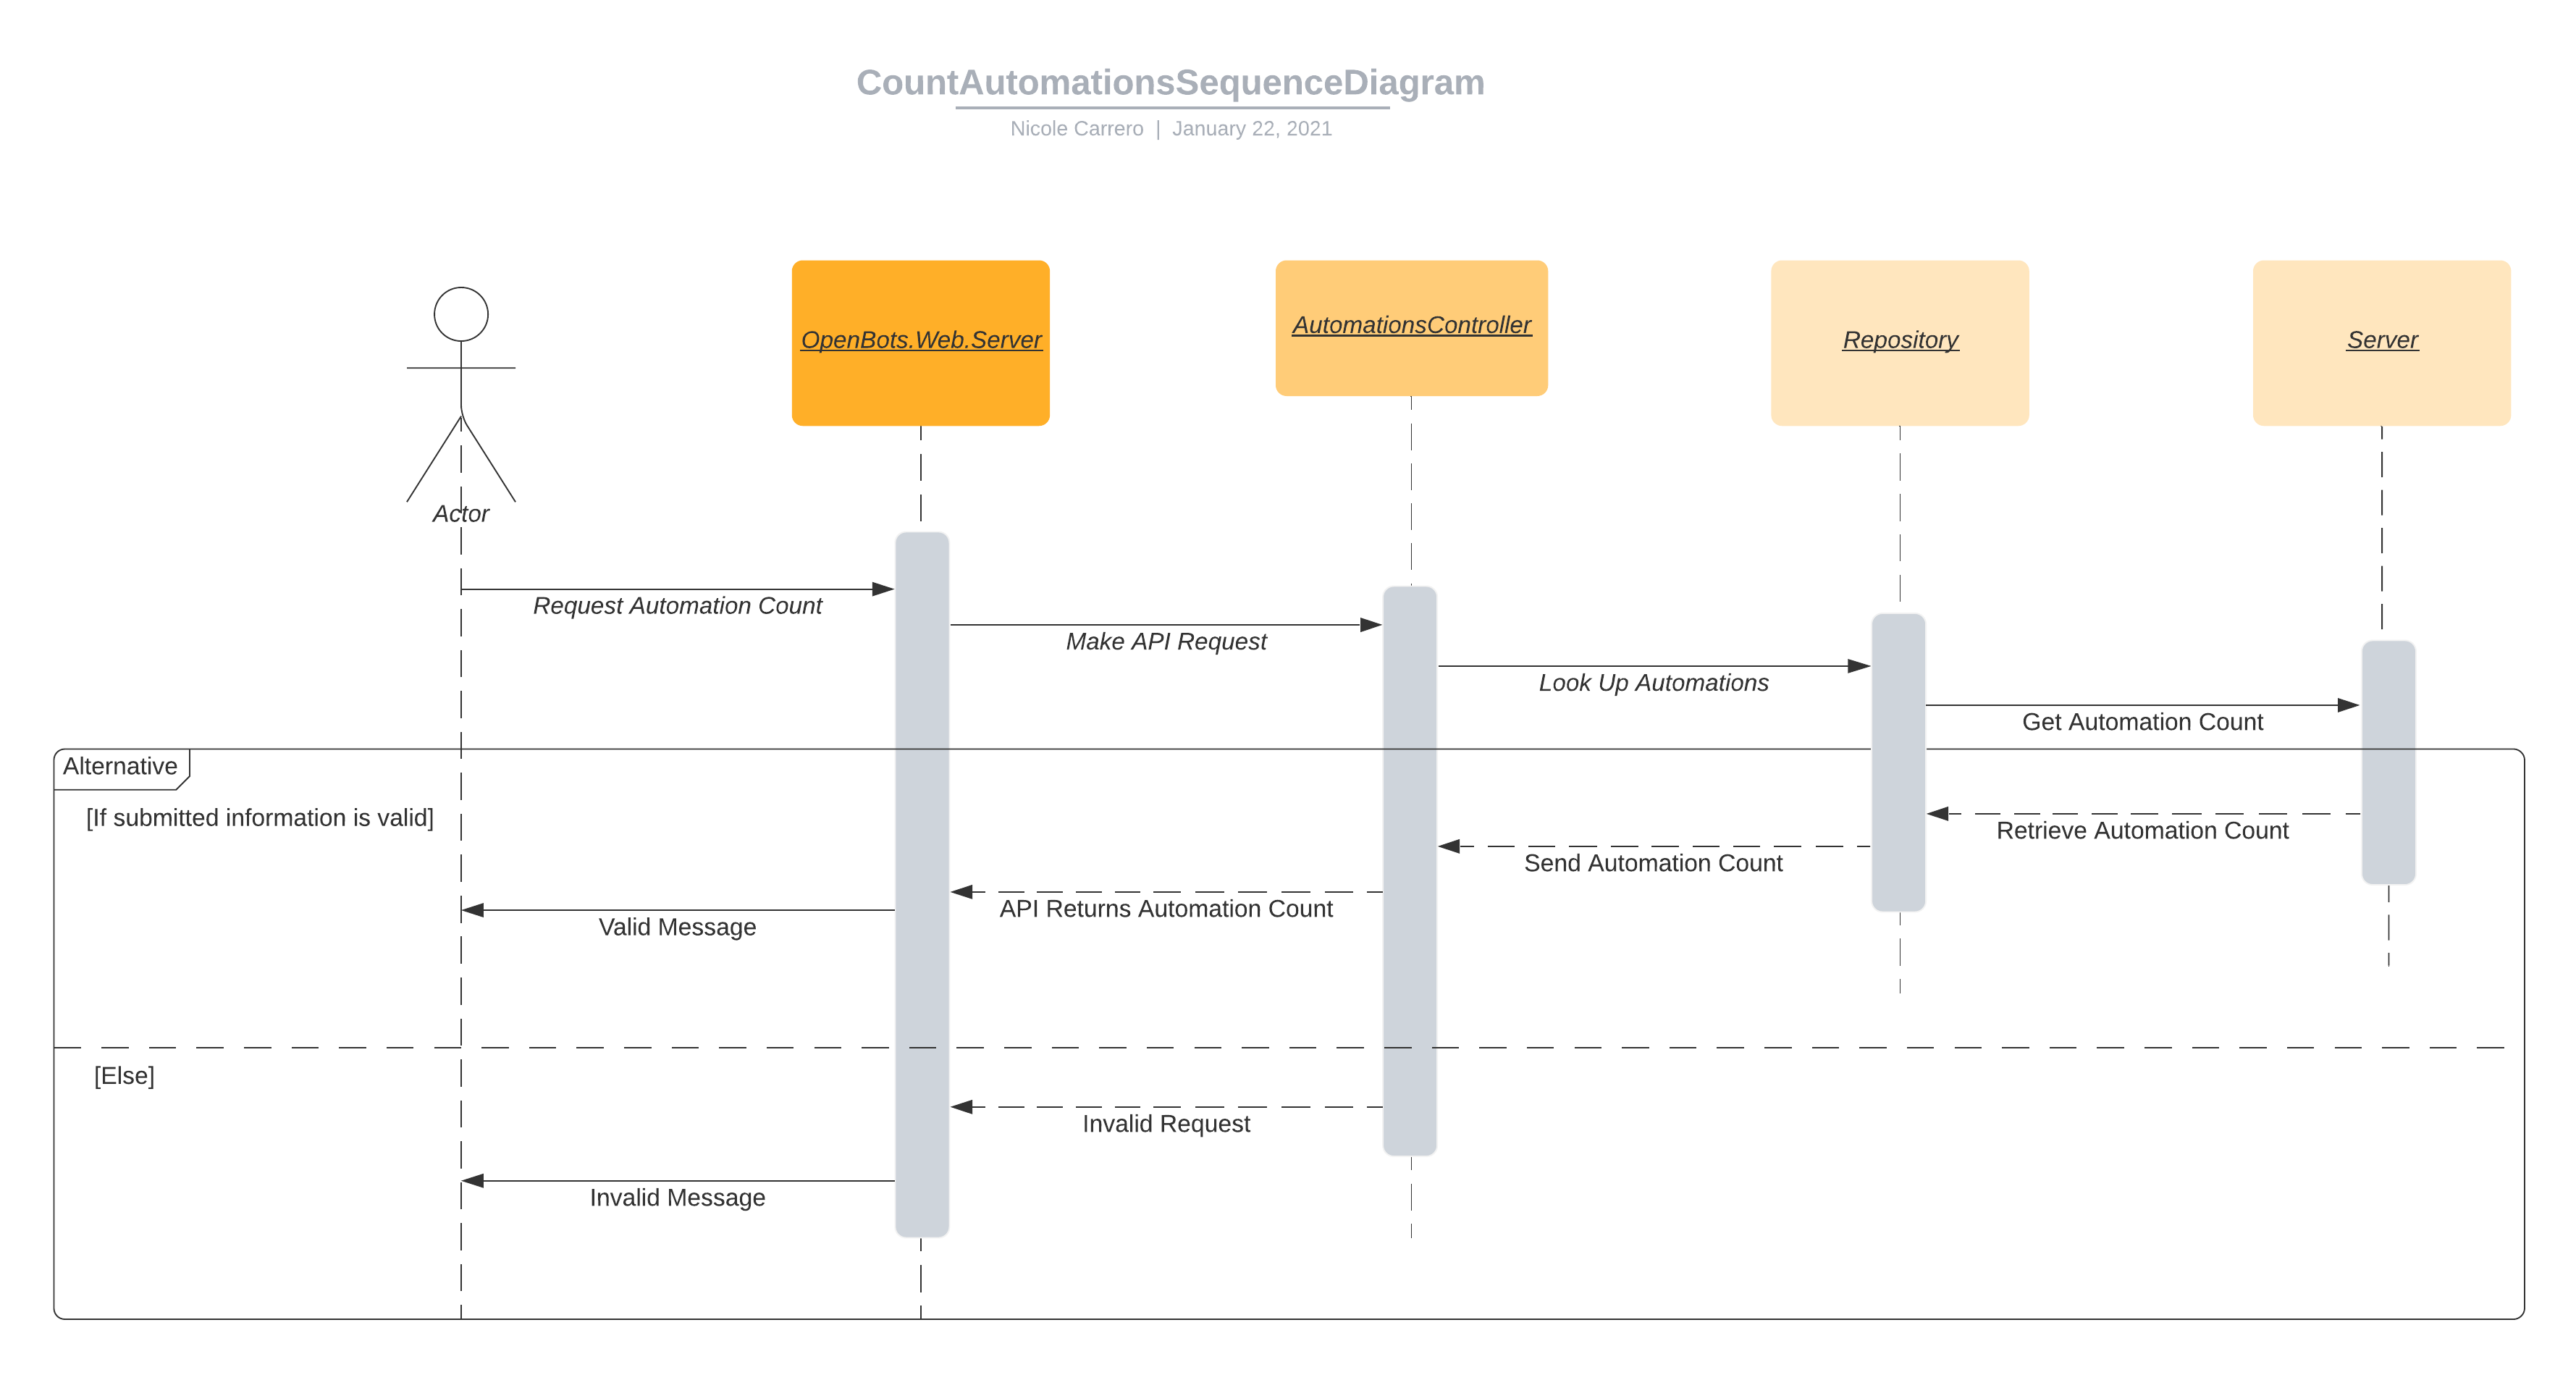 CountAutomationsSequenceDiagram
Nicole Carrero | January 22, 2021
OpenBots.Web.Server
AutomationsController
Repository
Server
Actor
Request Automation Count
Make API Request
Look Up Automations
Get Automation Count
Alternative
[If submitted information is valid]
Retrieve Automation Count
Send Automation Count
API Returns Automation Count
Valid Message
[Else]
Invalid Request
Invalid Message